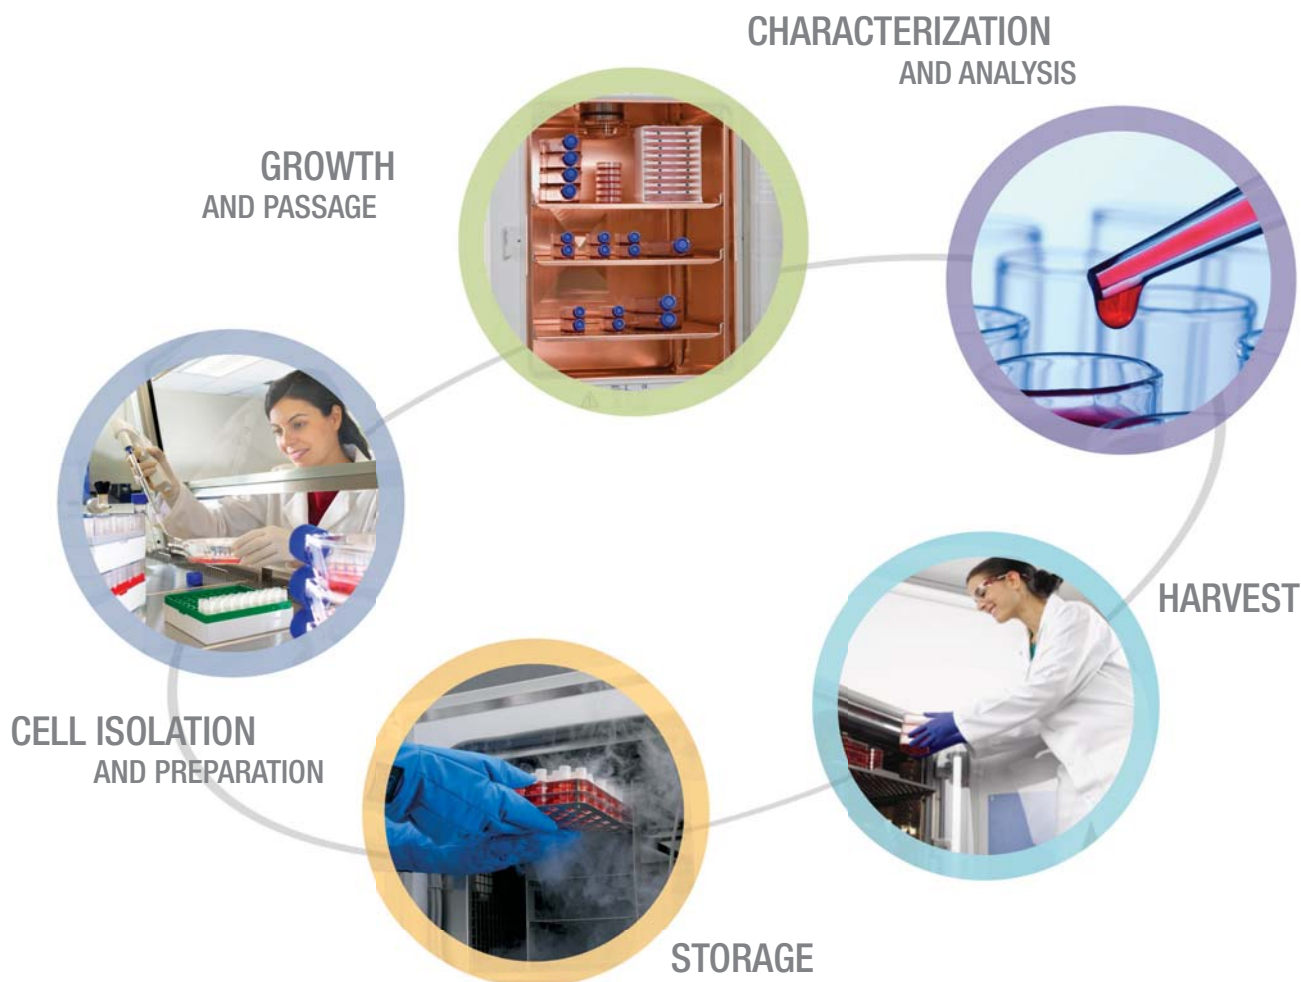 CHARACTERIZATION
AND ANALYSIS
GROWTH
AND PASSAGE
HARVEST
CELL ISOLATION
AND PREPARATION
STORAGE